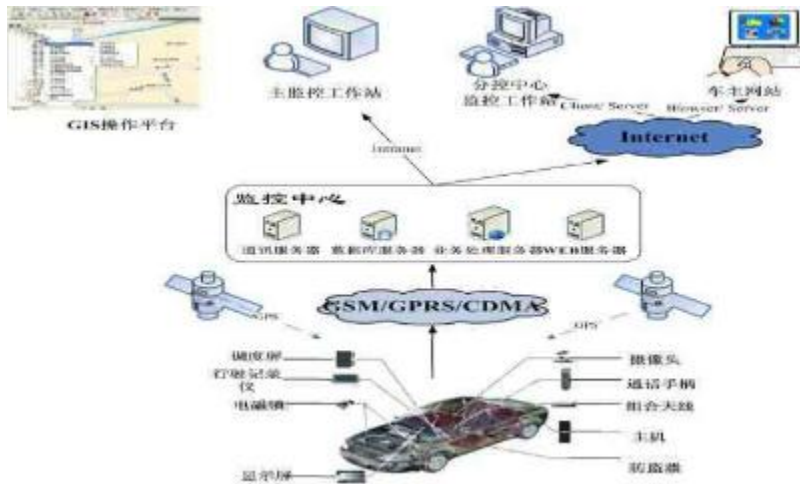 主监控工作站
分控中心
监控工作站
车主网站
GIS操作平台
Client/ Server
Browser/ Server
Internet
Intranet
监控中心
通讯服务器
数据库服务器
业务处理服务器
WEB服务器
GSM/GPRS/CDMA
GPS
GPS
调度屏
行驶记录
仪
电磁锁
显示屏
摄像头
通话手柄
组合天线
主机
防盗器